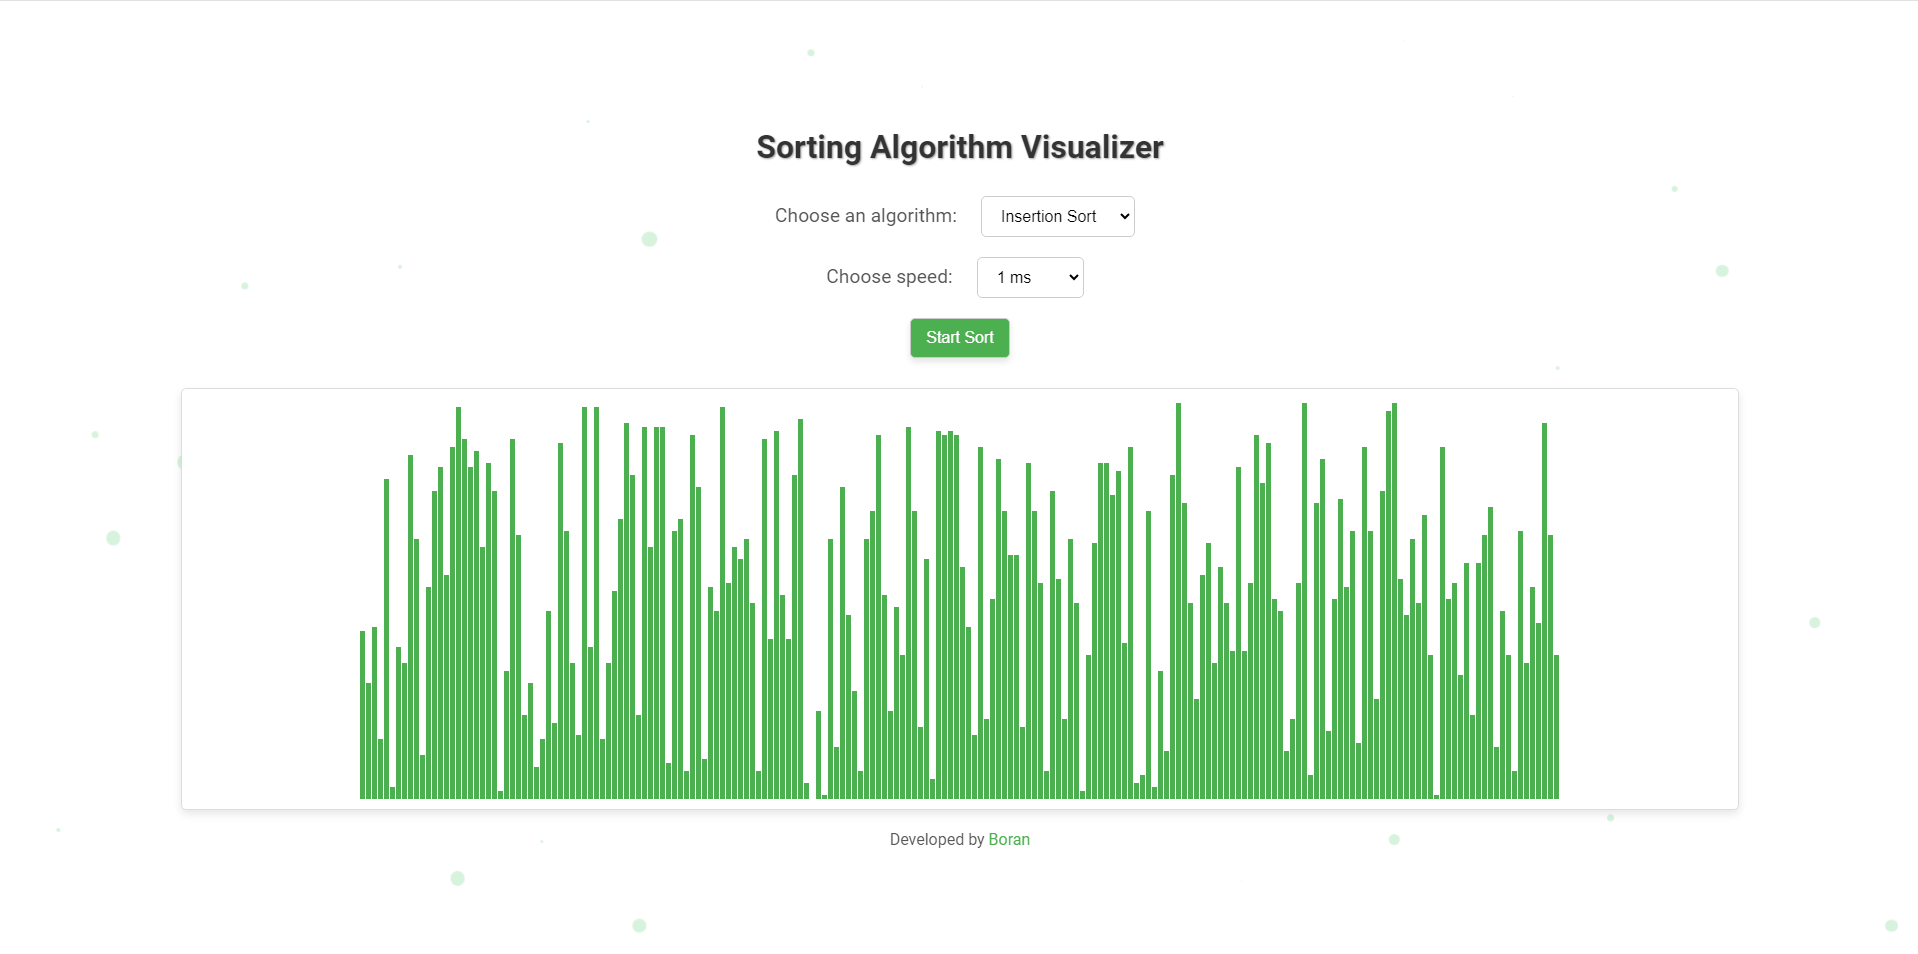 Sorting Algorithm Visualizer
Choose an algorithm: Insertion Sort
Choose speed: 1 ms
Start Sort
Developed by Boran